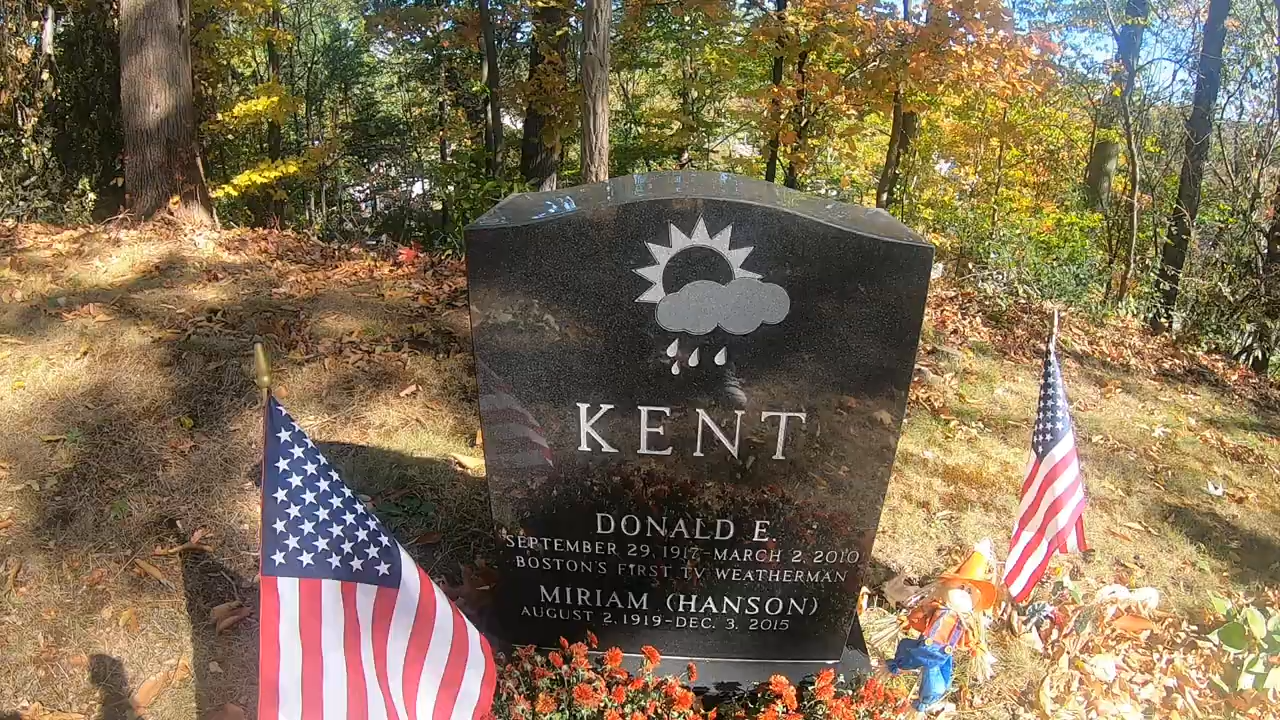 KENT
DONALD E.
SEPTEMBER 29, 1917-MARCH 2, 2010
BOSTON'S FIRST TV WEATHERMAN
MIRIAM (HANSON)
AUGUST 2, 1919-DEC. 3, 2015